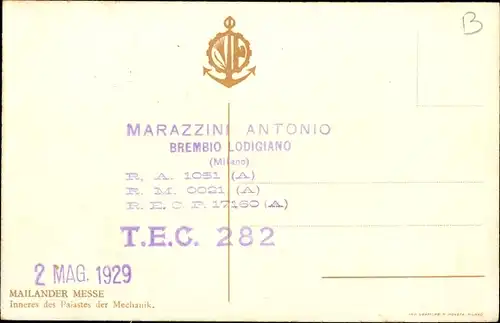 B
MARAZZINI ANTONIO
BREMBIO LODIGIANO
(Milano)
R. A. 1051 (A)
R. M. 0021 (A)
R. E. C. P. 17160 (A)
T.E.C. 282
2 MAG. 1929
MAILANDER MESSE
Inneres des Palastes der Mechanik.